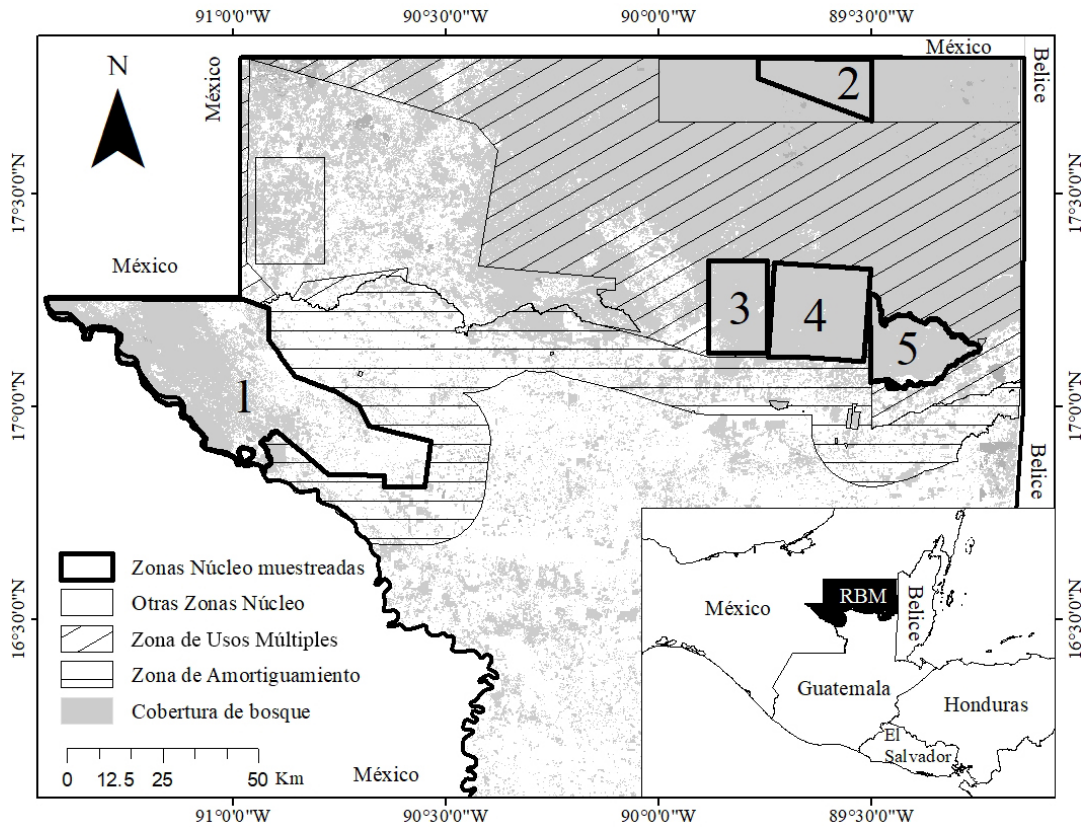 91°0'0"W
90°30'0"W
90°0'0"W
89°30'0"W
México
Belice
México
N
2
17°30'0"N
17°30'0"N
México
3
4
5
1
17°0'0"N
17°0'0"N
Belice
Zonas Núcleo muestreadas
Otras Zonas Núcleo
Zona de Usos Múltiples
Zona de Amortiguamiento
Cobertura de bosque
0 12.5 25 50 Km
México
16°30'0"N
16°30'0"N
RBM
México
Belice
Guatemala
Honduras
El
Salvador
91°0'0"W
90°30'0"W
90°0'0"W
89°30'0"W